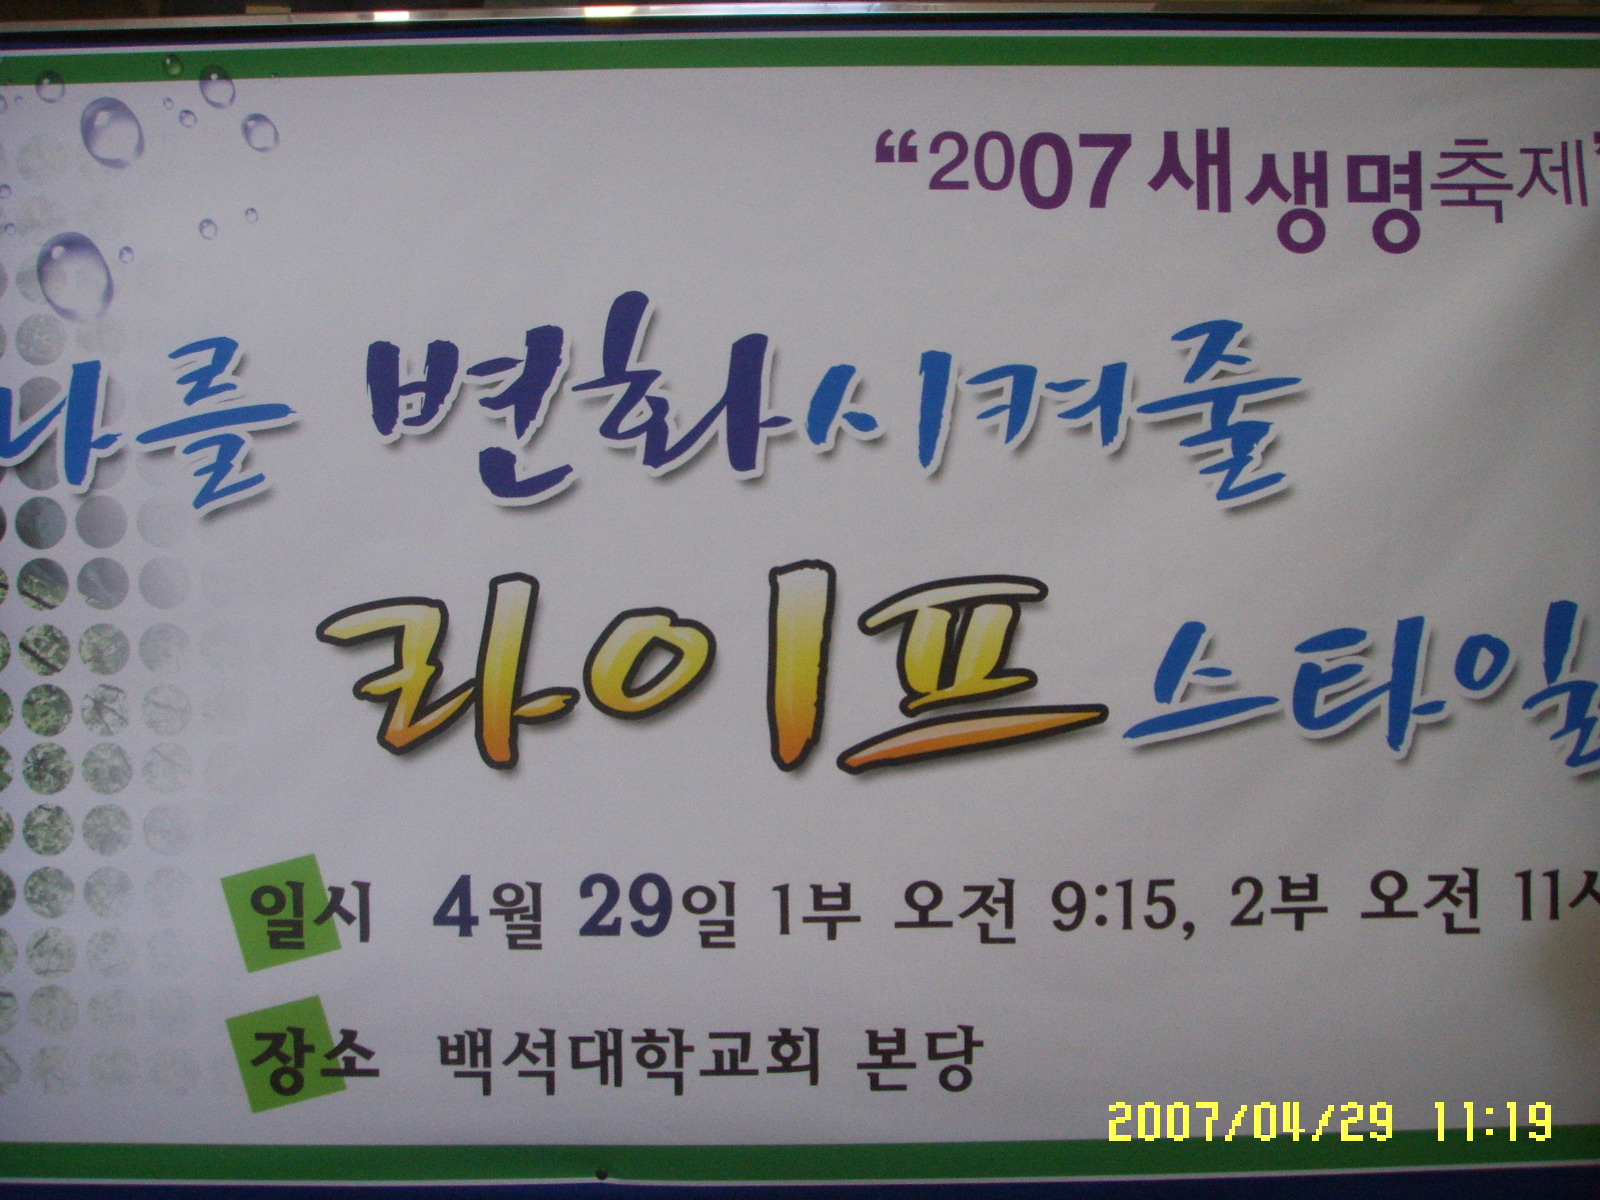 “2007 새생명축제”
나를 변화시켜줄
라이프스타일
일시 4월 29일 1부 오전 9:15, 2부 오전 11시
장소 백석대학교회 본당
2007/04/29 11:19